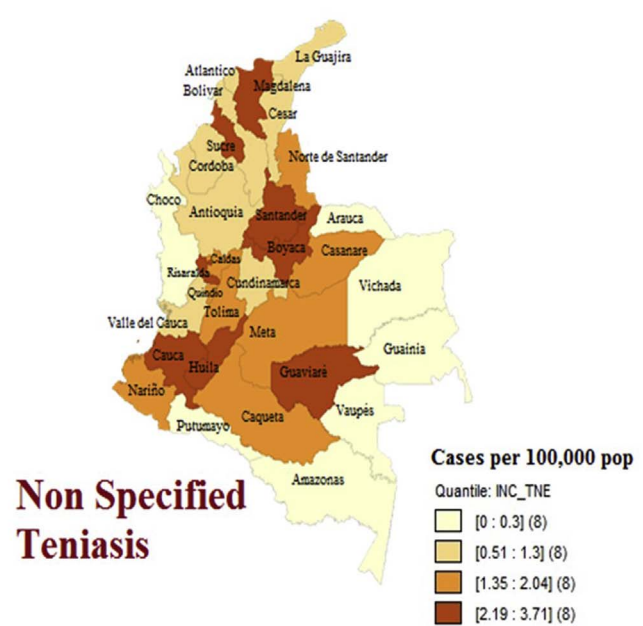 La Guajira
Atlantico
Magdalena
Bolivar
Cesar
Sucre
Norte de Santander
Cordoba
Choco
Antioquia
Santander
Arauca
Boyaca
Casanare
Caldas
Risaralda
Cundinamarca
Vichada
Quindio
Tolima
Valle del Cauca
Meta
Cauca
Guainia
Huila
Guaviarè
Nariño
Caqueta
Vaupés
Putumayo
Amazonas
Non Specified
Teniasis
Cases per 100,000 pop
Quantile: INC_TNE
[0 : 0.3] (8)
[0.51 : 1.3] (8)
[1.35 : 2.04] (8)
[2.19 : 3.71] (8)